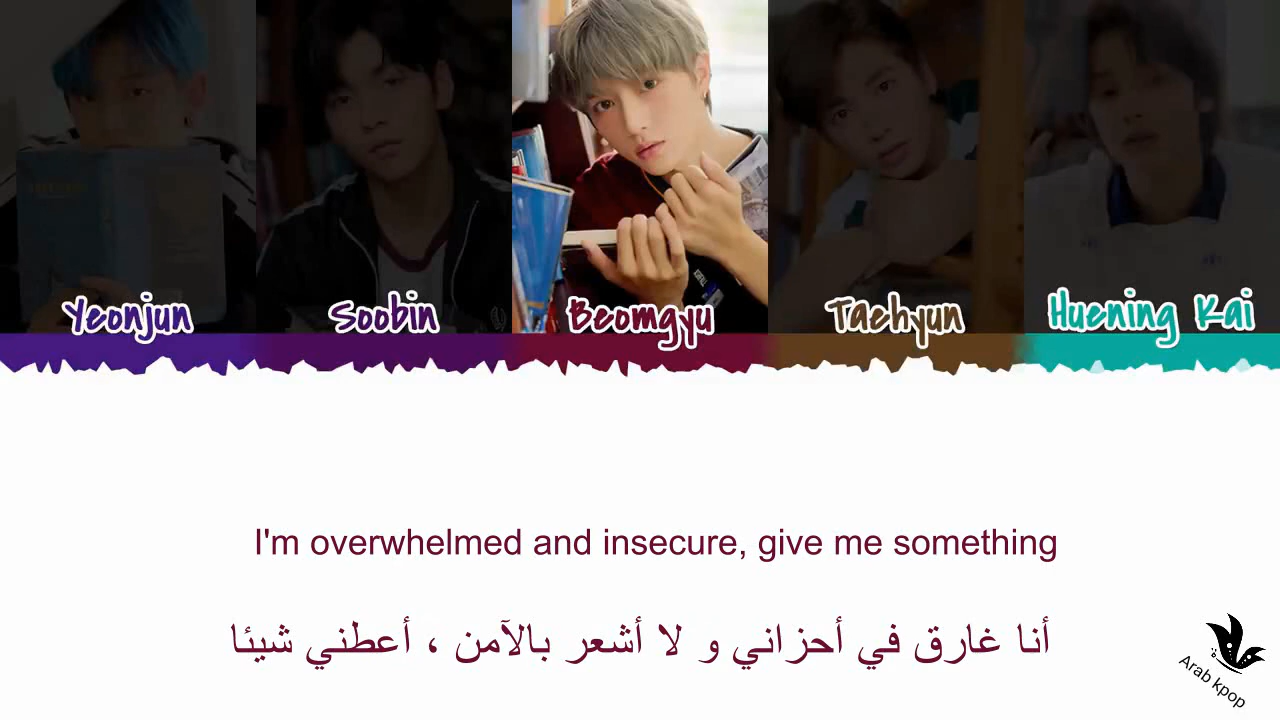 Yeonjun
Soobin
Beomgyu
Taehyun
Huening Kai
I'm overwhelmed and insecure, give me something
أنا غارق في أحزاني و لا أشعر بالآمن ، أعطني شيئا
Arab kpop